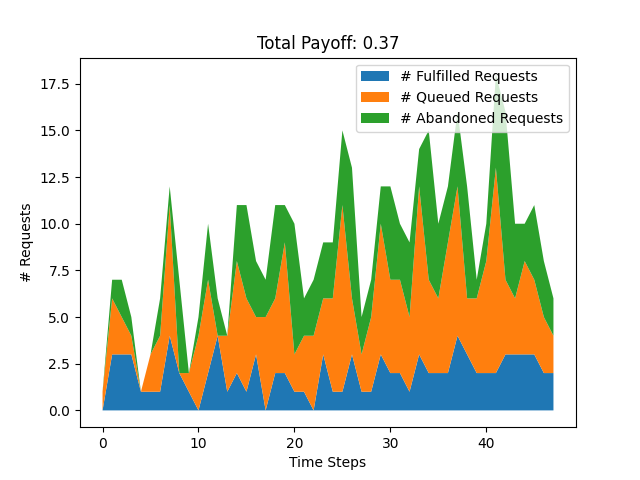 Total Payoff: 0.37
# Fulfilled Requests
# Queued Requests
# Abandoned Requests
# Requests
17.5
15.0
12.5
10.0
7.5
5.0
2.5
0.0
0 10 20 30 40
Time Steps